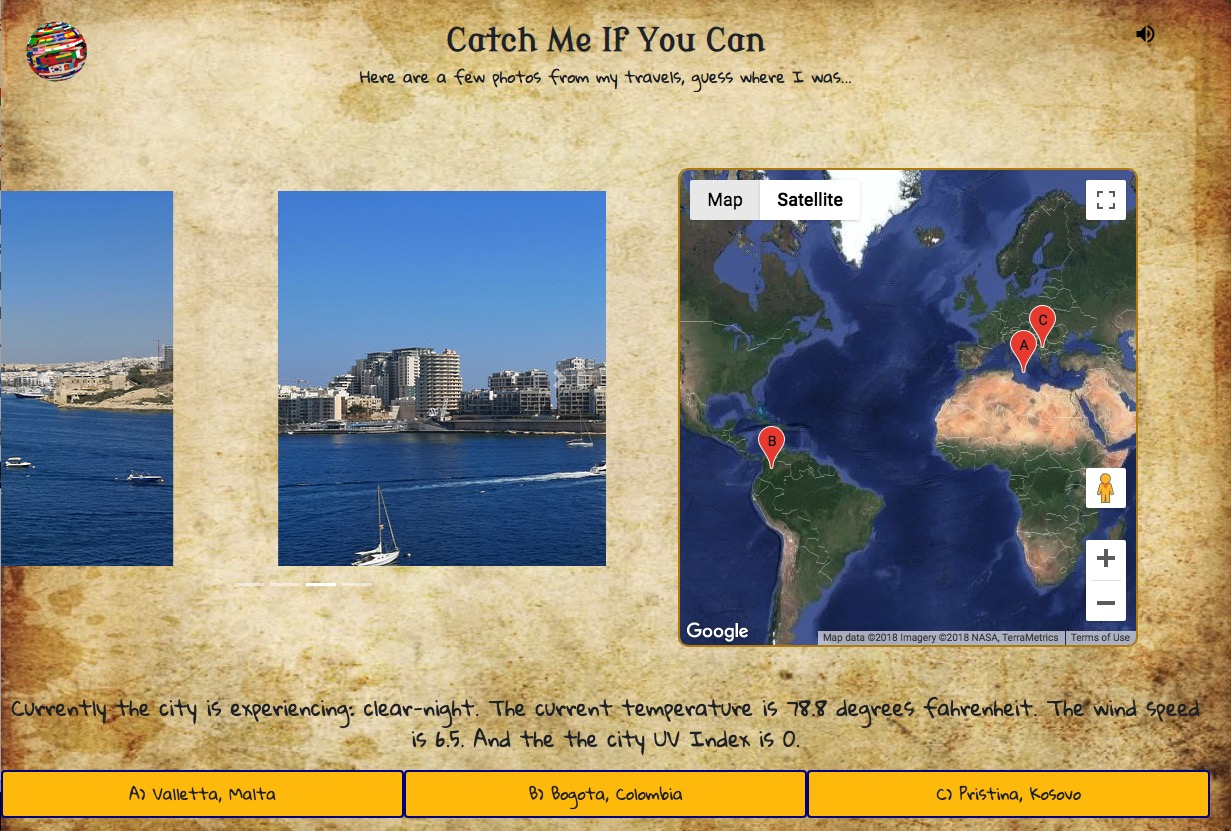 Catch Me If You Can
Here are a few photos from my travels, guess where I was...
Map Satellite
C
A
B
Google
Map data ©2018 Imagery ©2018 NASA, TerraMetrics Terms of Use
Currently the city is experiencing: clear-night. The current temperature is 78.8 degrees fahrenheit. The wind speed
is 6.5. And the the city UV Index is 0.
A) Valletta, Malta B) Bogota, Colombia C) Pristina, Kosovo